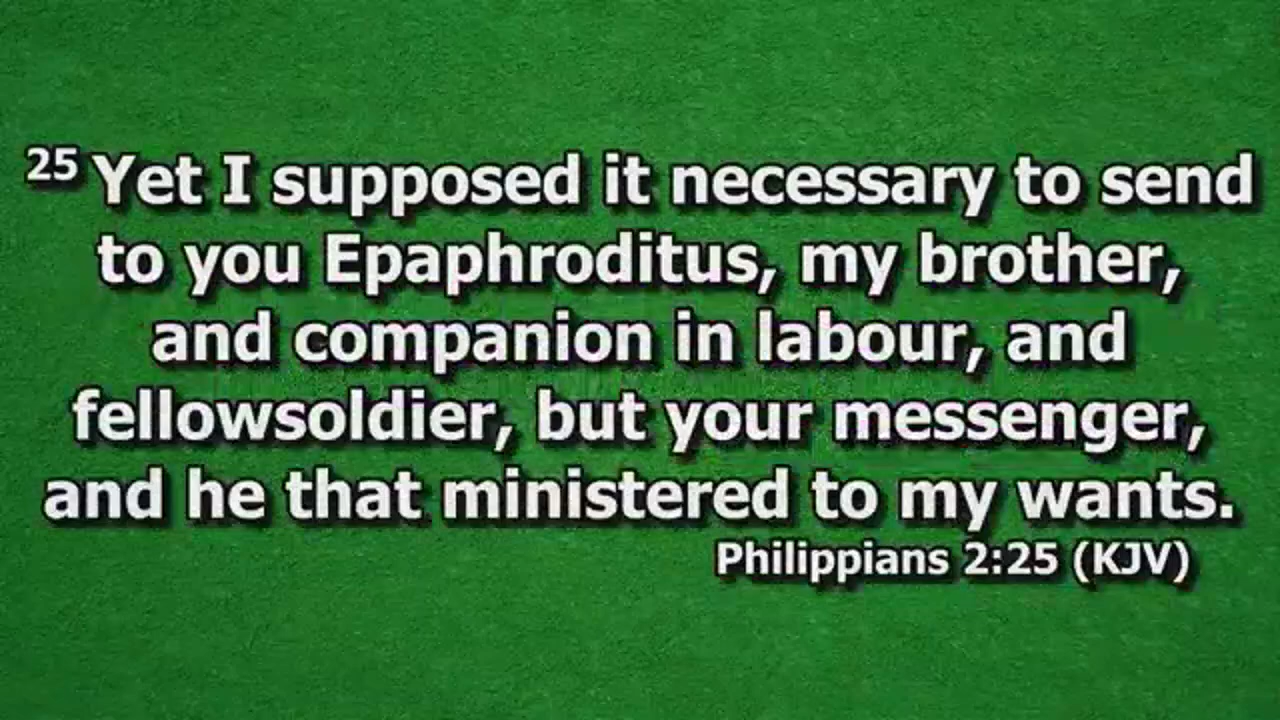 25 Yet I supposed it necessary to send
to you Epaphroditus, my brother,
and companion in labour, and
fellowsoldier, but your messenger,
and he that ministered to my wants.
Philippians 2:25 (KJV)